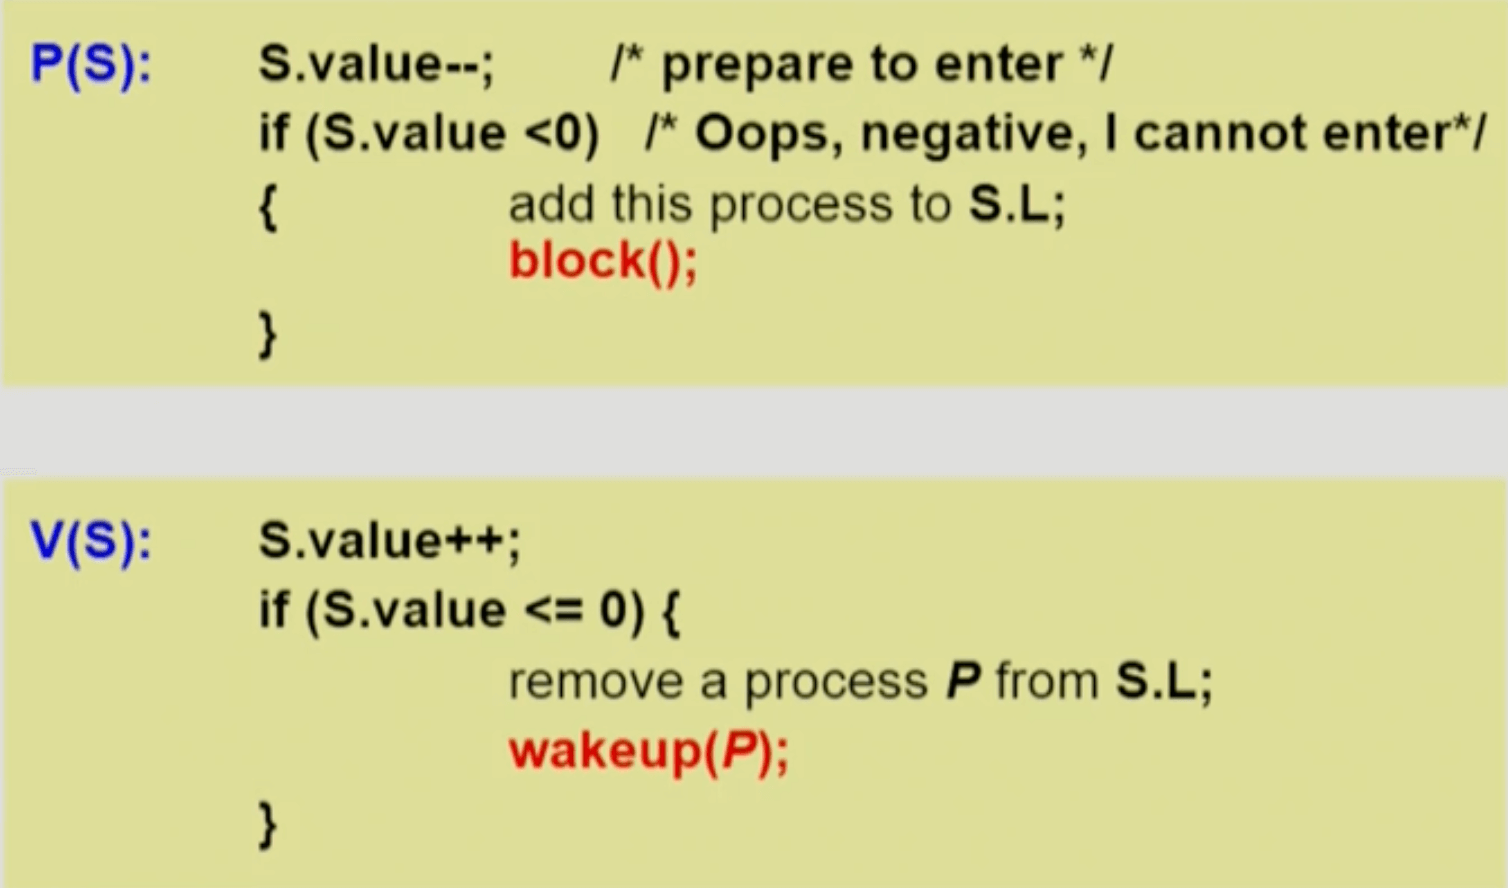 P(S): S.value--; /* prepare to enter */
if (S.value <0) /* Oops, negative, I cannot enter*/
{ add this process to S.L;
block();
}
V(S): S.value++;
if (S.value <= 0) {
remove a process P from S.L;
wakeup(P);
}